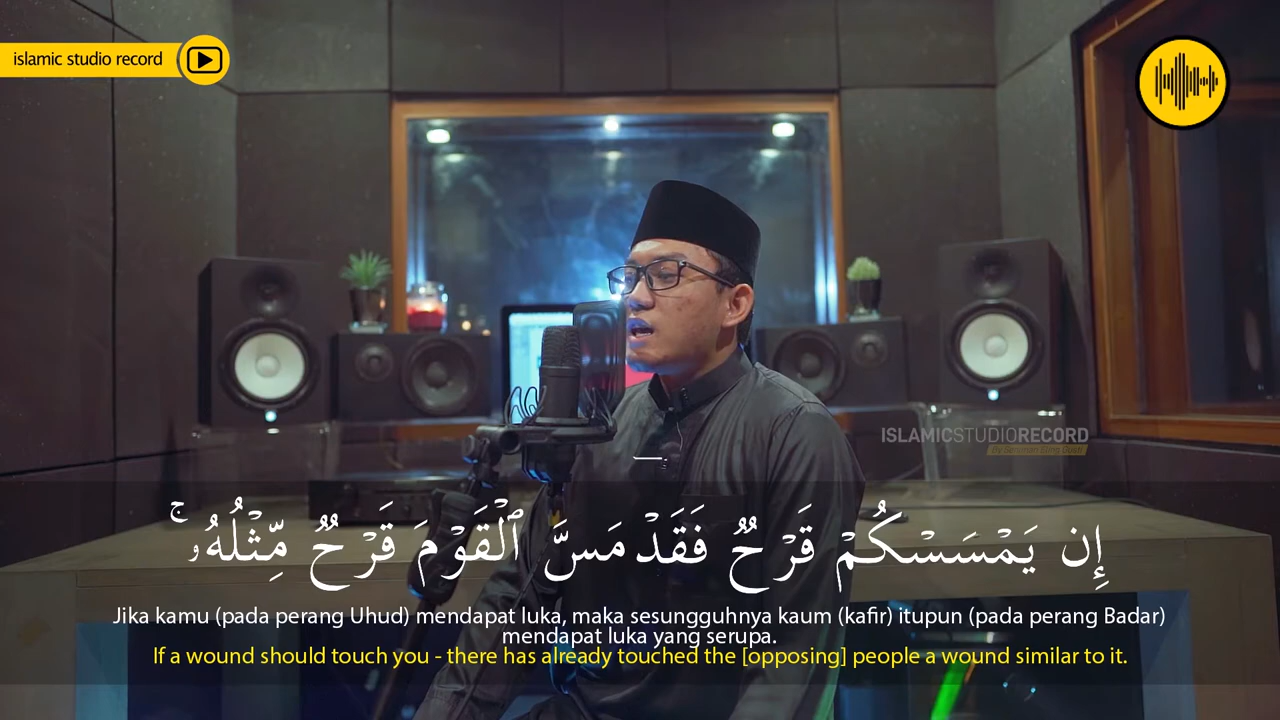 islamic studio record
ISLAMICSTUDIORECORD
إِن يَمْسَسْكُمْ قَرْحٌ فَقَدْ مَسَّ ٱلْقَوْمَ قَرْحٌ مِّثْلُهُۥ ۚ
Jika kamu (pada perang Uhud) mendapat luka, maka sesungguhnya kaum (kafir) itupun (pada perang Badar)
mendapat luka yang serupa.
If a wound should touch you - there has already touched the [opposing] people a wound similar to it.